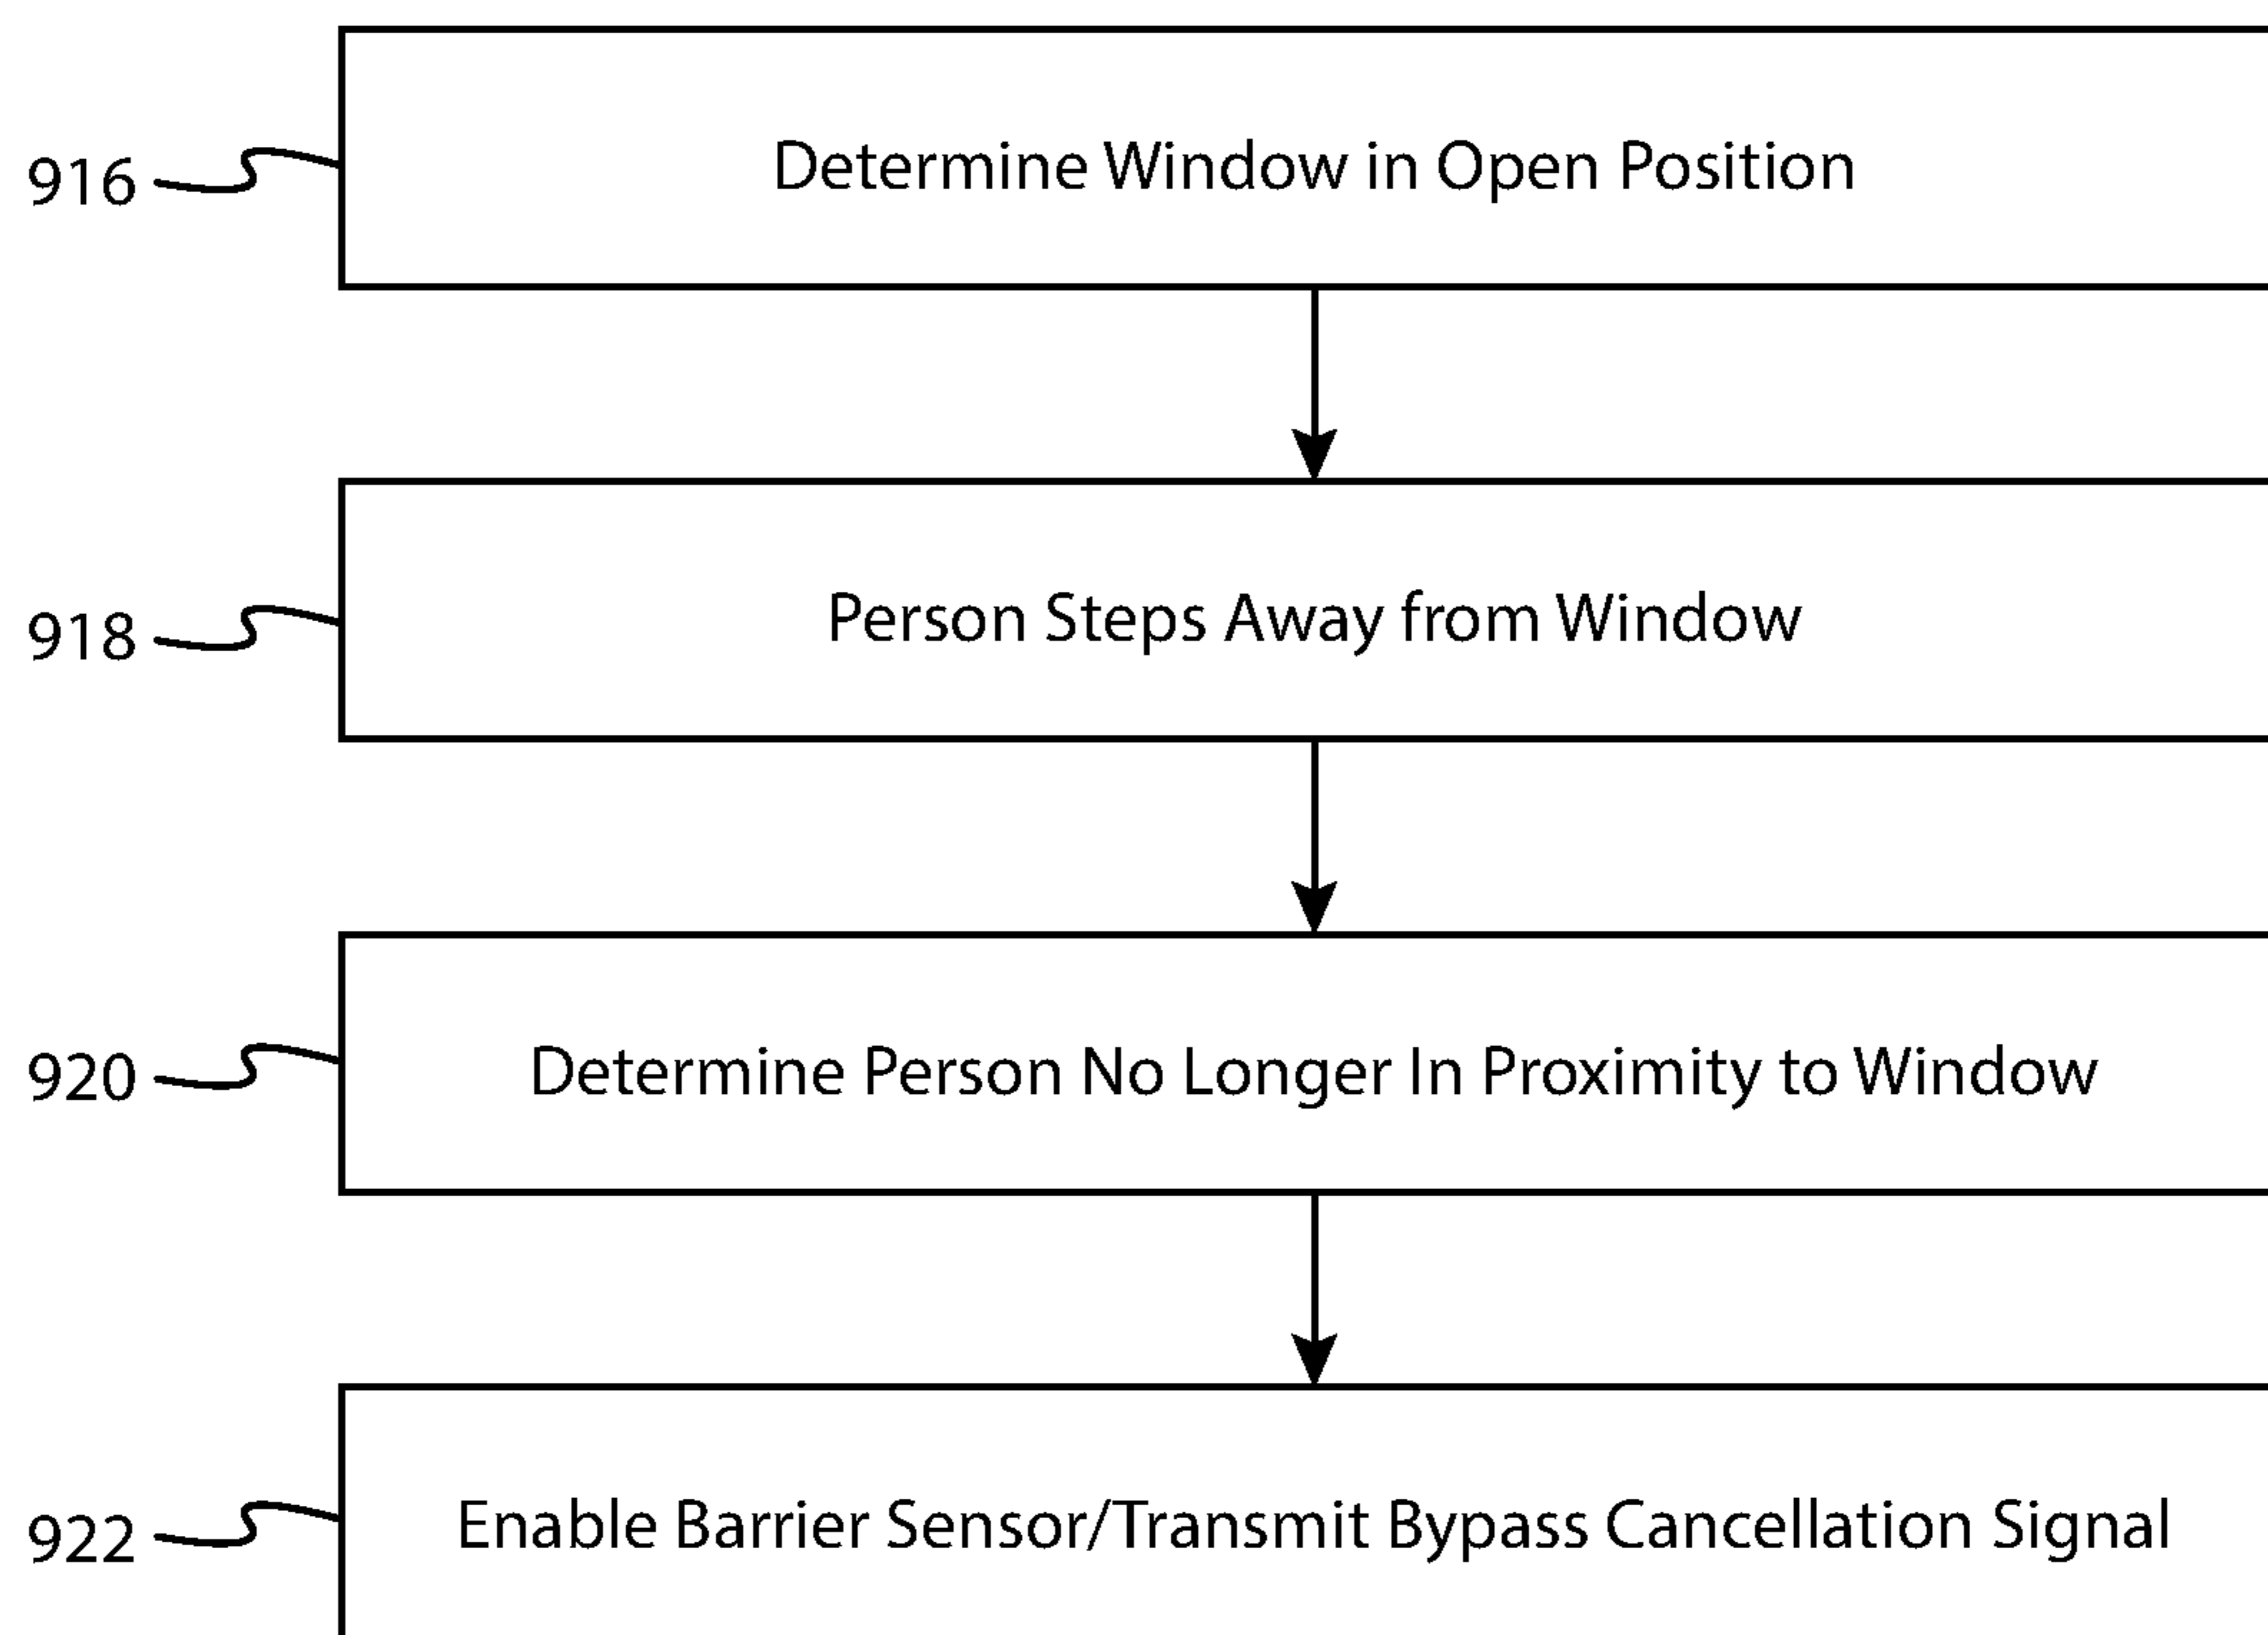 916 Determine Window in Open Position
918 Person Steps Away from Window
920 Determine Person No Longer In Proximity to Window
922 Enable Barrier Sensor/Transmit Bypass Cancellation Signal